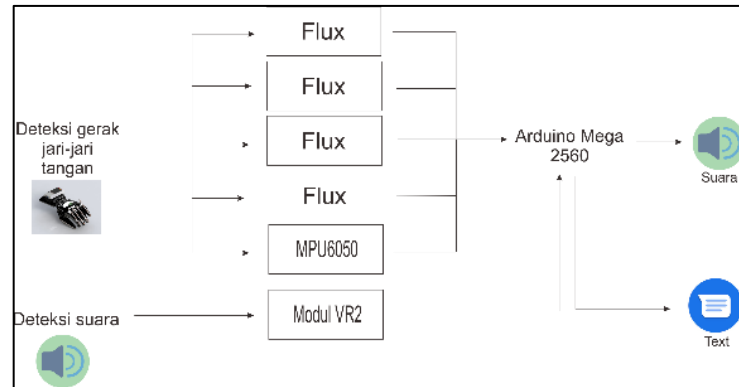 Flux
Flux
Flux
Flux
MPU6050
Modul VR2
Deteksi gerak
jari-jari
tangan
Deteksi suara
Arduino Mega
2560
Suara
Text